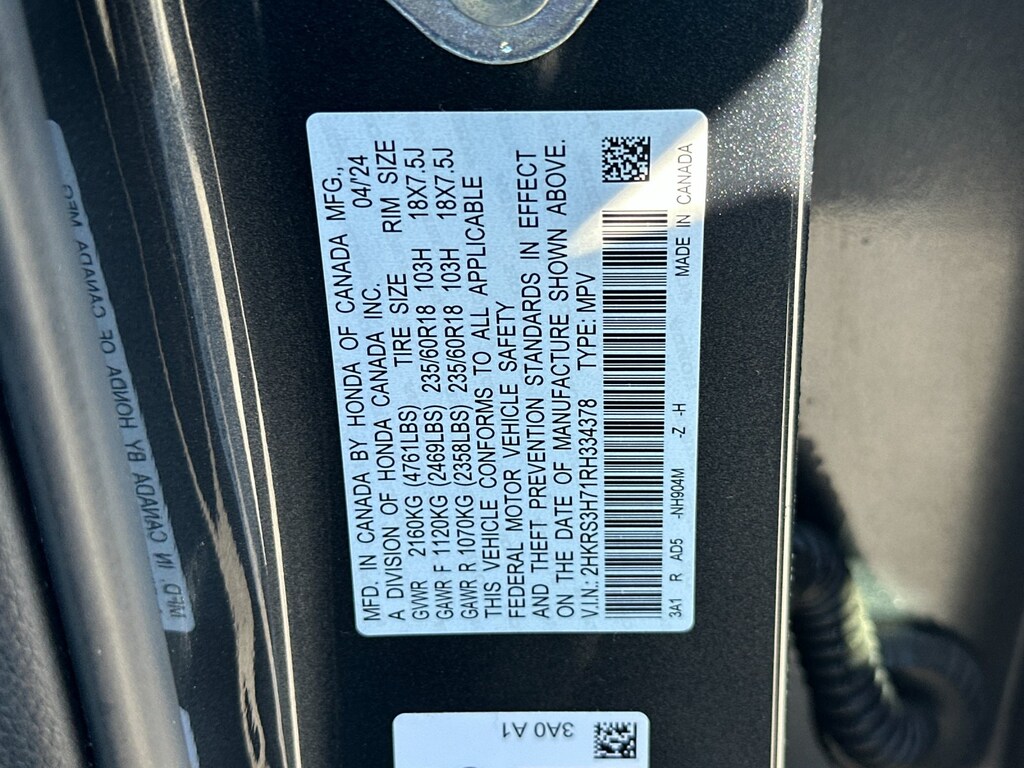 MFD. IN CANADA BY HONDA OF CANADA MFG.,
A DIVISION OF HONDA CANADA INC. 04/'24
GVWR 2160KG (4761LBS) TIRE SIZE RIM SIZE
GAWR F 1120KG (2469LBS) 235/60R18 103H 18X7.5J
GAWR R 1070KG (2358LBS) 235/60R18 103H 18X7.5J
THIS VEHICLE CONFORMS TO ALL APPLICABLE
FEDERAL MOTOR VEHICLE SAFETY
AND THEFT PREVENTION STANDARDS IN EFFECT
ON THE DATE OF MANUFACTURE SHOWN ABOVE.
V.I.N.: 2HKRS3H71RH334378 TYPE: MPV
3A1 R AD5 -NH904M -Z -H MADE IN CANADA
3A0 A1
MFD. IN CANADA BY HONDA OF CANADA MFG.